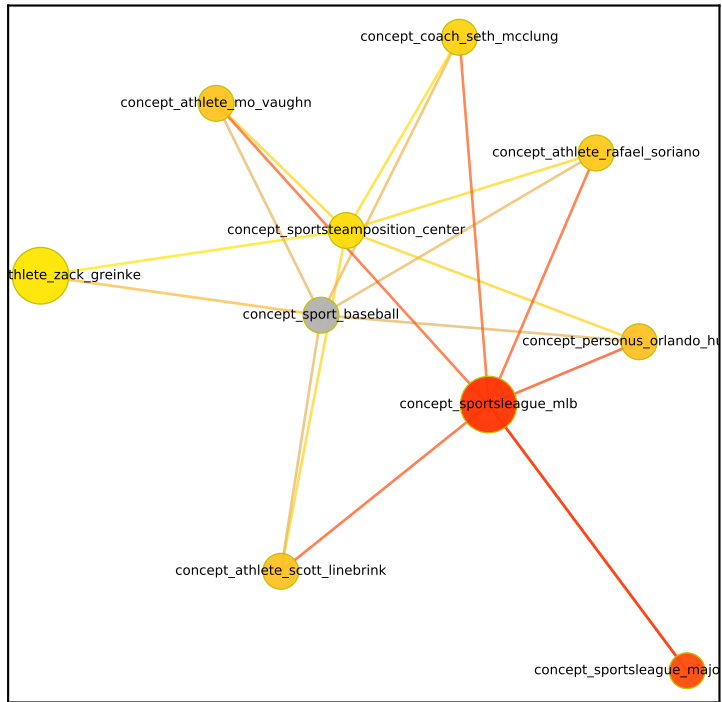 concept_coach_seth_mcclung
concept_athlete_mo_vaughn
concept_athlete_rafael_soriano
concept_sportsteamposition_center
thlete_zack_greinke
concept_sport_baseball
concept_personus_orlando_hu
concept_sportsleague_mlb
concept_athlete_scott_linebrink
concept_sportsleague_majo